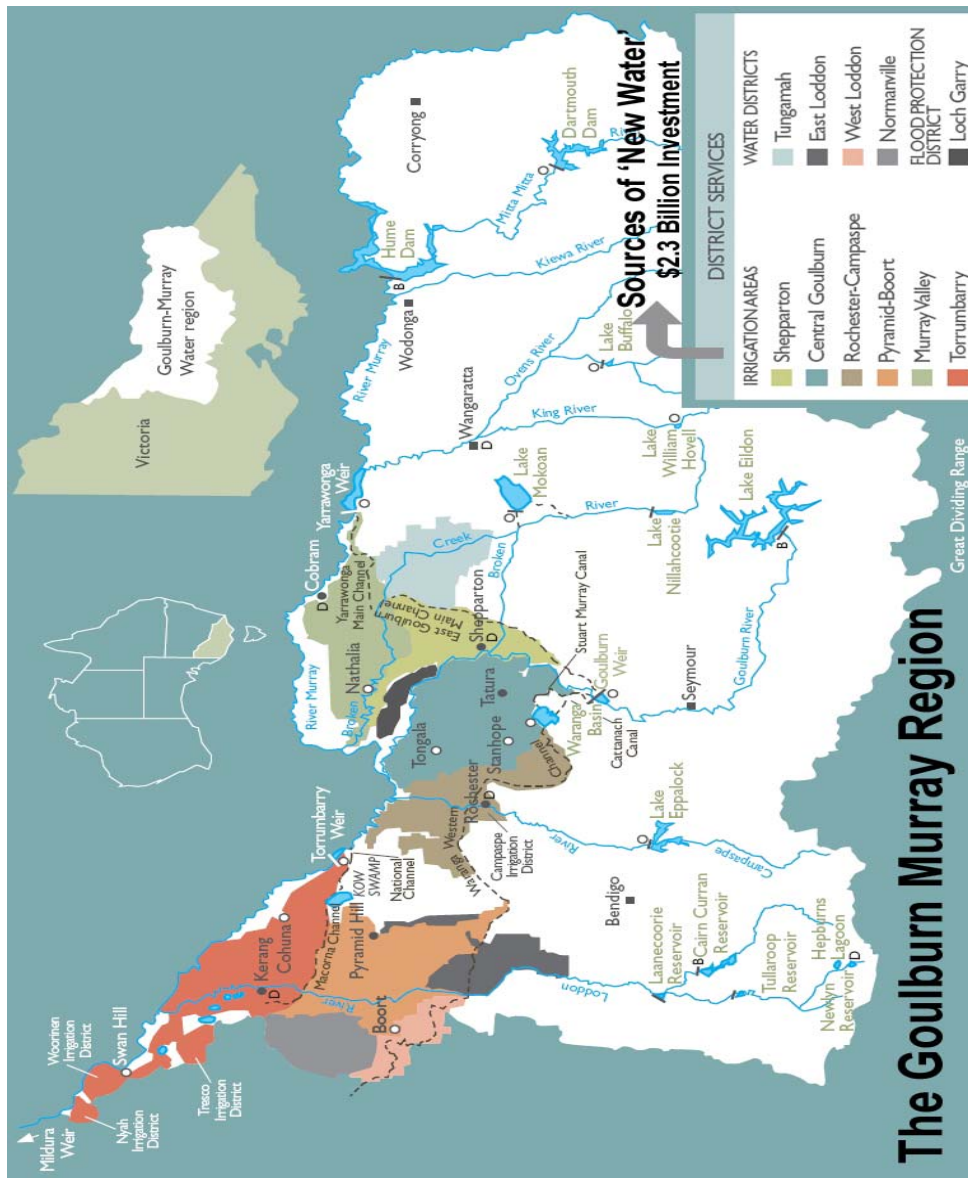 The Goulburn Murray Region
Sources of ‘New Water’
$2.3 Billion Investment
Victoria
Goulburn-Murray
Water region
Mildura
Weir
Nyah
Irrigation
District
Woorinen
Irrigation
District
Swan Hill
Tresco
Irrigation
District
Kerang
D
Cohuna
Macorna Channel
Pyramid Hill
KOW
SWAMP
National
Channel
Torrumbarry
Weir
Boort
River
Loddon
Waranga
Western
Channel
Rochester
D
Campaspe
Irrigation
District
Tongala
Stanhope
Tatura
River Murray
Broken
Nathalia
Creek
Cobram
D
Yarrawonga
Main Channel
Yarrawonga
Weir
East Goulburn
Main Channel
Shepparton
D
Broken
River
Stuart Murray Canal
Waranga
Basin
Goulburn
Weir
Cattanach
Canal
Seymour
Goulburn River
Lake Eildon
B
Lake
Nillahcootie
Lake
Mokoan
Lake
William
Hovell
King River
Wangaratta
D
Ovens River
Lake
Buffalo
River Murray
Wodonga
B
Hume
Dam
Kiewa River
Mitta Mitta
Dartmouth
Dam
Corryong
River
Campaspe
Lake
Eppalock
Bendigo
Laanecoorie
Reservoir
B
Cairn Curran
Reservoir
Tullaroop
Reservoir
Hepburns
Lagoon
Newlyn
Reservoir
D
Great Dividing Range
DISTRICT SERVICES
IRRIGATION AREAS
Shepparton
Central Goulburn
Rochester-Campaspe
Pyramid-Boort
Murray Valley
Torrumbarry
WATER DISTRICTS
Tungamah
East Loddon
West Loddon
Normanville
FLOOD PROTECTION
DISTRICT
Loch Garry